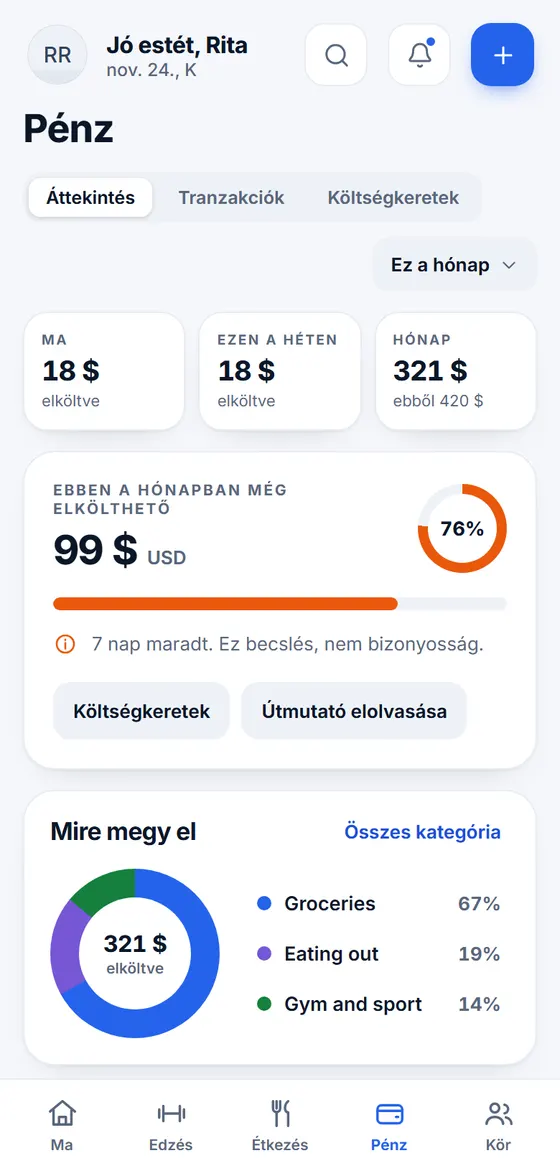 RR
Jó estét, Rita
nov. 24., K
Pénz
Áttekintés
Tranzakciók
Költségkeretek
Ez a hónap
MA
18 $
elköltve
EZEN A HÉTEN
18 $
elköltve
HÓNAP
321 $
ebből 420 $
EBBEN A HÓNAPBAN MÉG
ELKÖLTHETŐ
99 $ USD
76%
7 nap maradt. Ez becslés, nem bizonyosság.
Költségkeretek
Útmutató elolvasása
Mire megy el
Összes kategória
321 $
elköltve
Groceries 67%
Eating out 19%
Gym and sport 14%
Ma
Edzés
Étkezés
Pénz
Kör